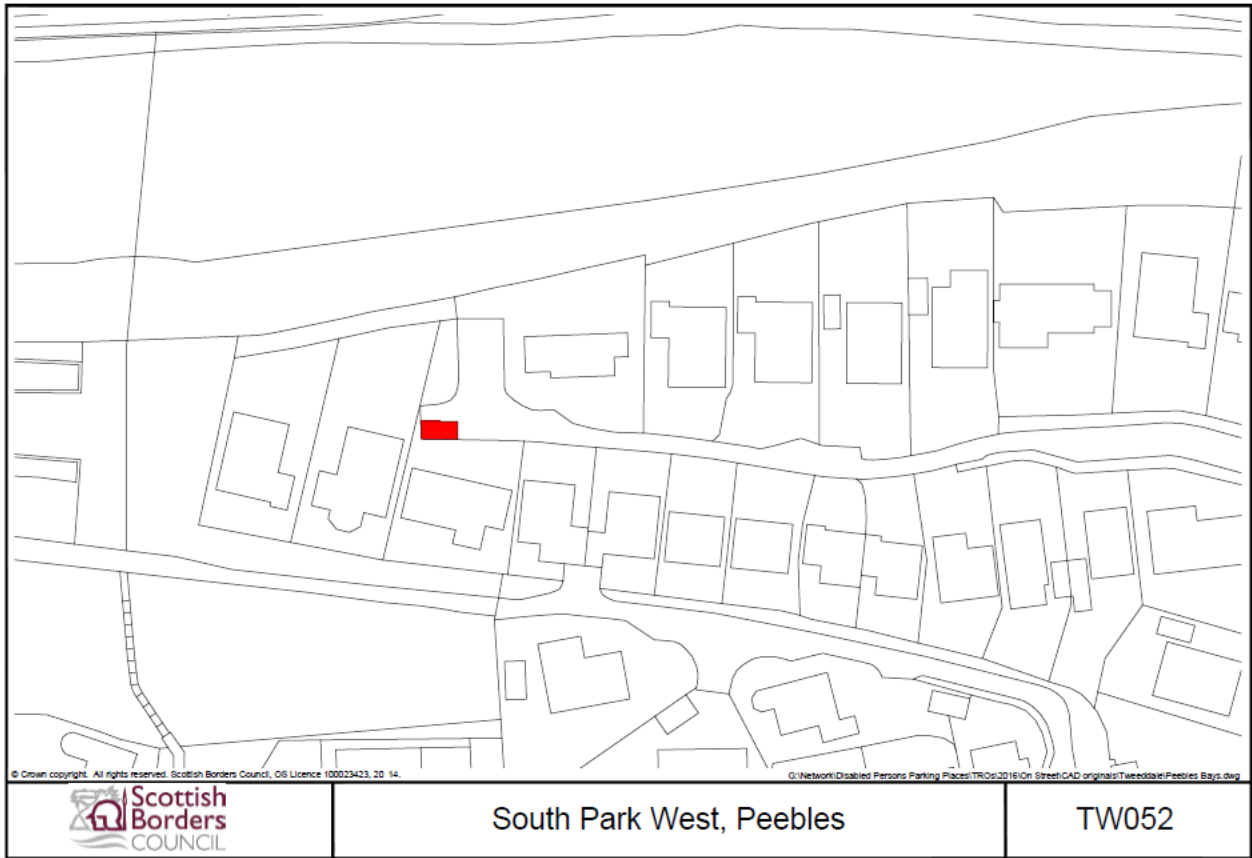 © Crown copyright. All rights reserved. Scottish Borders Council, OS Licence 100023423, 20 14.
G:\Network\Disabled Persons Parking Places\TROs\2016\On Street\CAD originals\Tweeddale\Peebles Bays.dwg
Scottish
Borders
COUNCIL
South Park West, Peebles
TW052